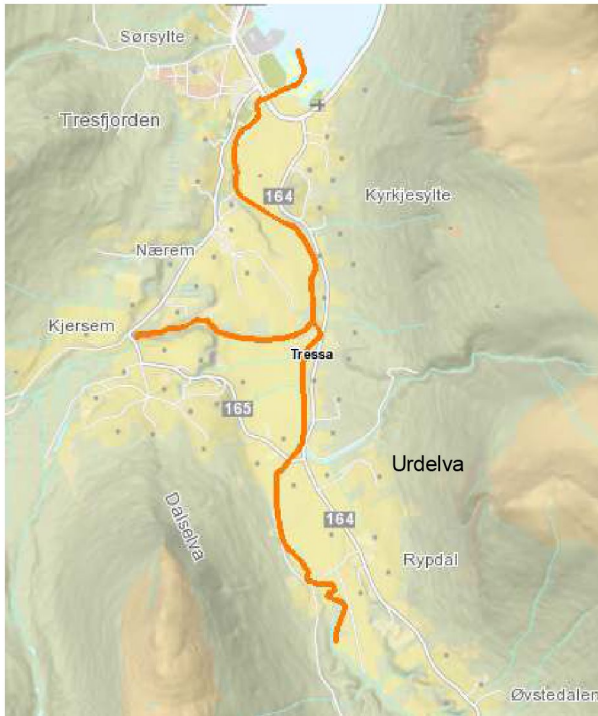 Sørsylte
Tresfjorden
164
Kyrkjesylte
Nærem
Kjersem
Tressa
165
Urdelva
Dalselva
164
Rypdal
Øvstedalen